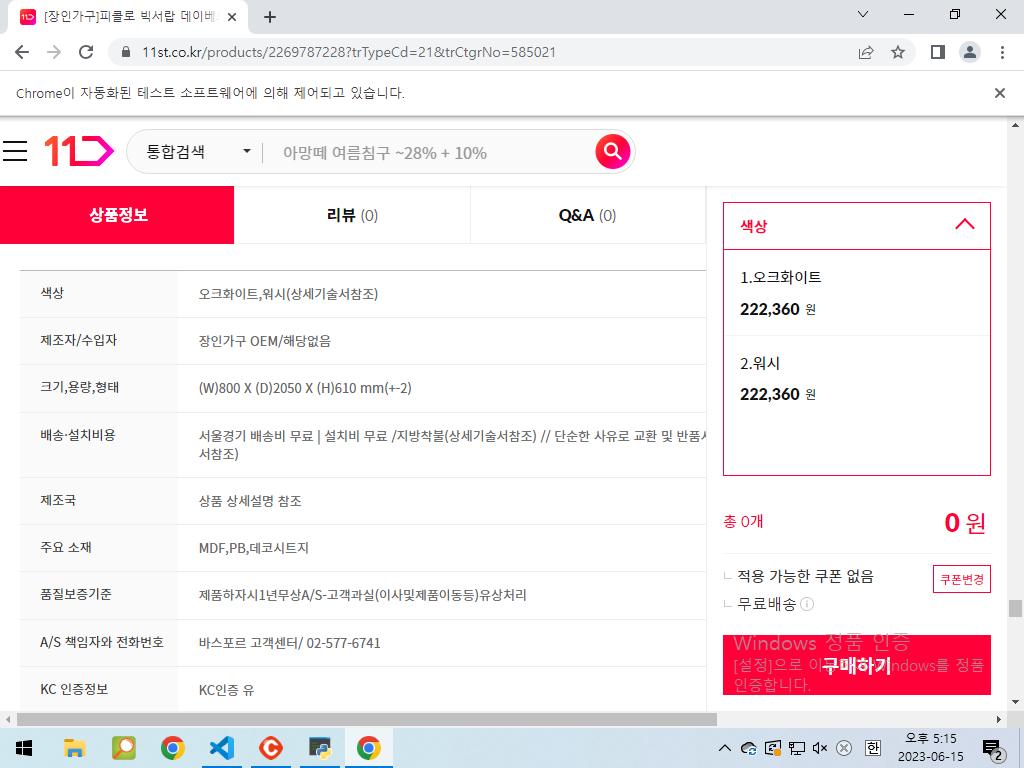 [장인가구]피콜로 빅서랍 데이베
11st.co.kr/products/2269787228?trTypeCd=21&trCtgrNo=585021
Chrome이 자동화된 테스트 소프트웨어에 의해 제어되고 있습니다.
통합검색
아망떼 여름침구 ~28% + 10%
상품정보
리뷰 (0)
Q&A (0)
색상
오크화이트,워시(상세기술서참조)
제조자/수입자
장인가구 OEM/해당없음
크기,용량,형태
(W)800 X (D)2050 X (H)610 mm(+-2)
배송·설치비용
서울경기 배송비 무료 | 설치비 무료 /지방착불(상세기술서참조) // 단순한 사유로 교환 및 반품시
서참조)
제조국
상품 상세설명 참조
주요 소재
MDF,PB,데코시트지
품질보증기준
제품하자시1년무상A/S-고객과실(이사및제품이동등)유상처리
A/S 책임자와 전화번호
바스포르 고객센터/ 02-577-6741
KC 인증정보
KC인증 유
색상
1.오크화이트
222,360 원
2.워시
222,360 원
총 0개
0 원
적용 가능한 쿠폰 없음
쿠폰변경
무료배송
구매하기
Windows 정품 인증
[설정]으로 이 Windows를 정품
인증합니다.
한
오후 5:15
2023-06-15
2